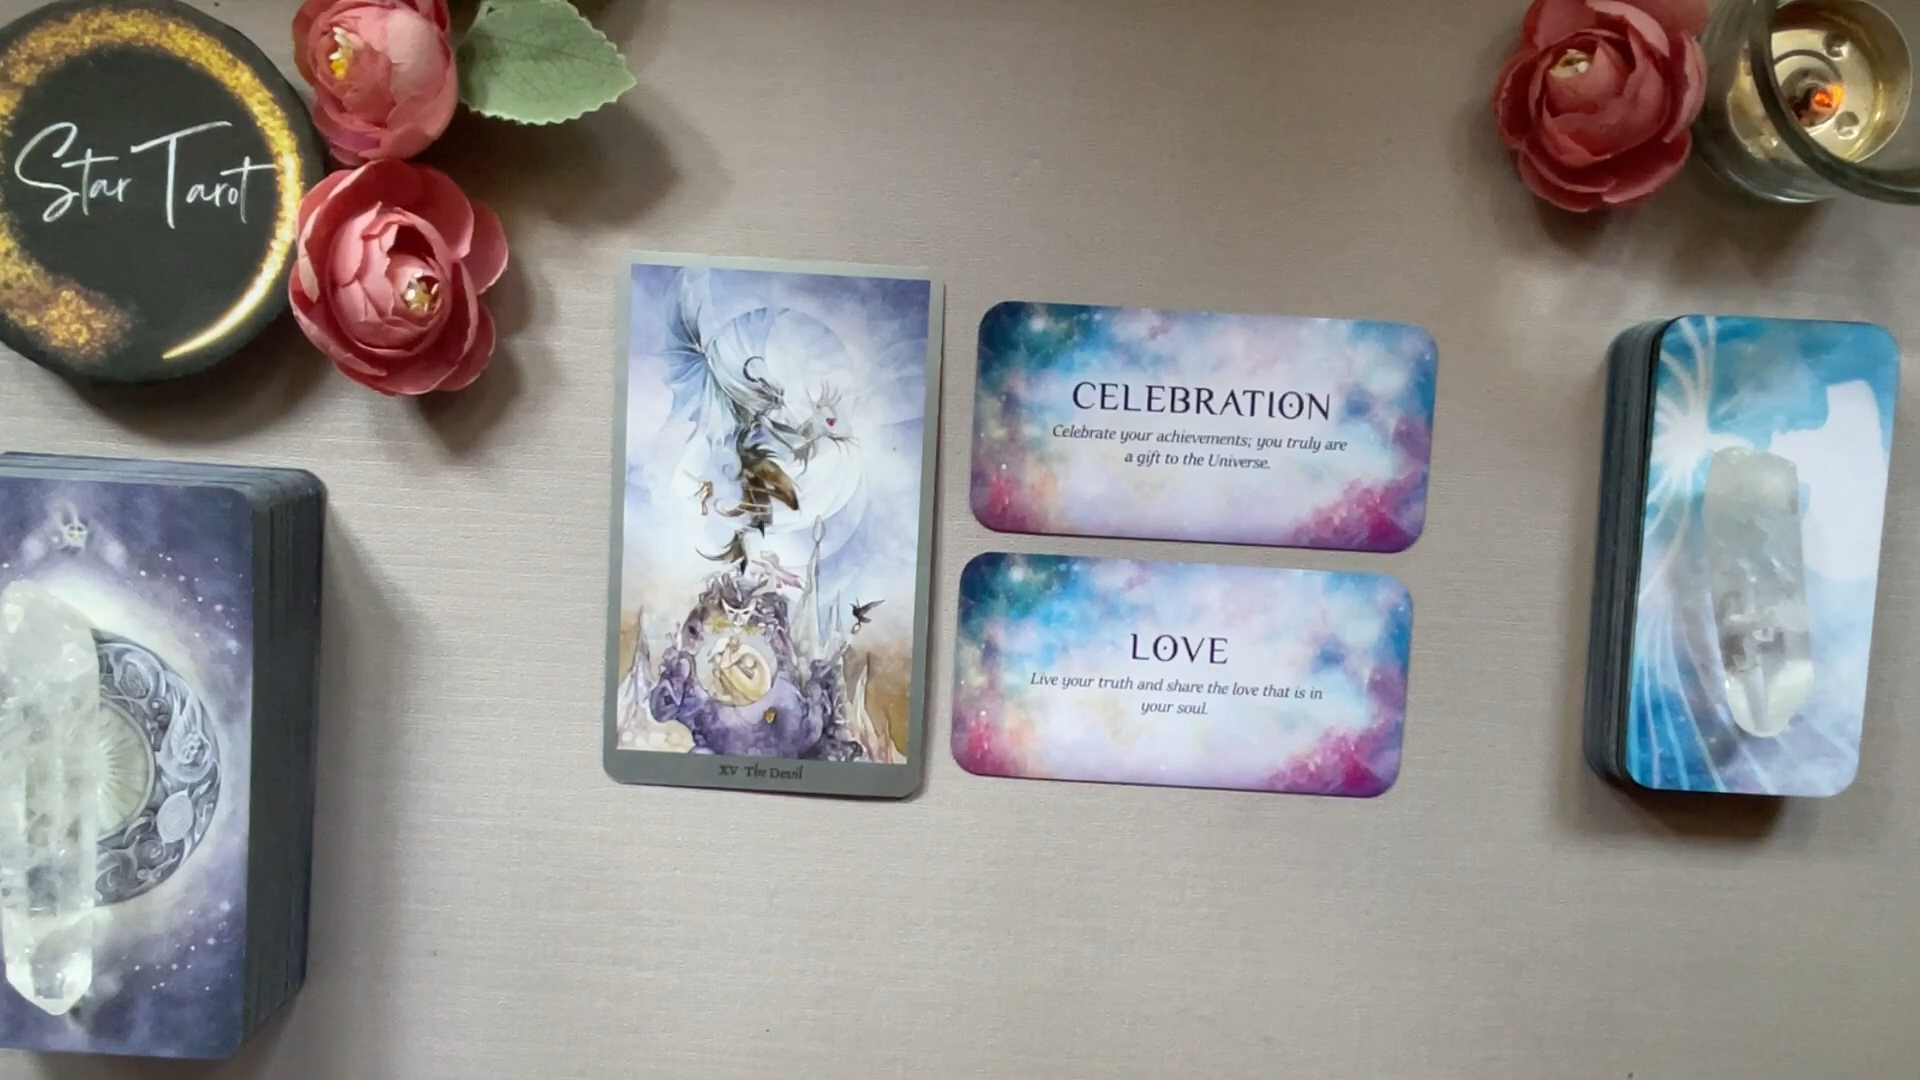 Star Tarot
CELEBRATION
Celebrate your achievements; you truly are
a gift to the Universe.
LOVE
Live your truth and share the love that is in
your soul.
XV The Devil